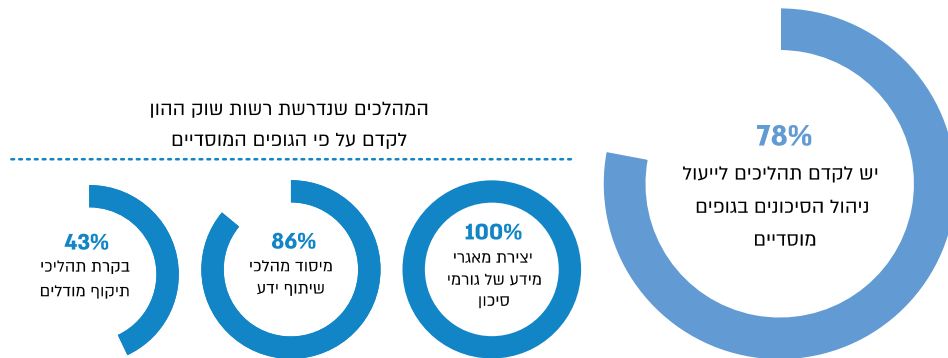 78%
יש לקדם תהליכים לייעול
ניהול הסיכונים בגופים
מוסדיים
המהלכים שנדרשת רשות שוק ההון
לקדם על פי הגופים המוסדיים
100%
יצירת מאגרי
מידע של גורמי
סיכון
86%
מיסוד מהלכי
שיתוף ידע
43%
בקרת תהליכי
תיקוף מודלים